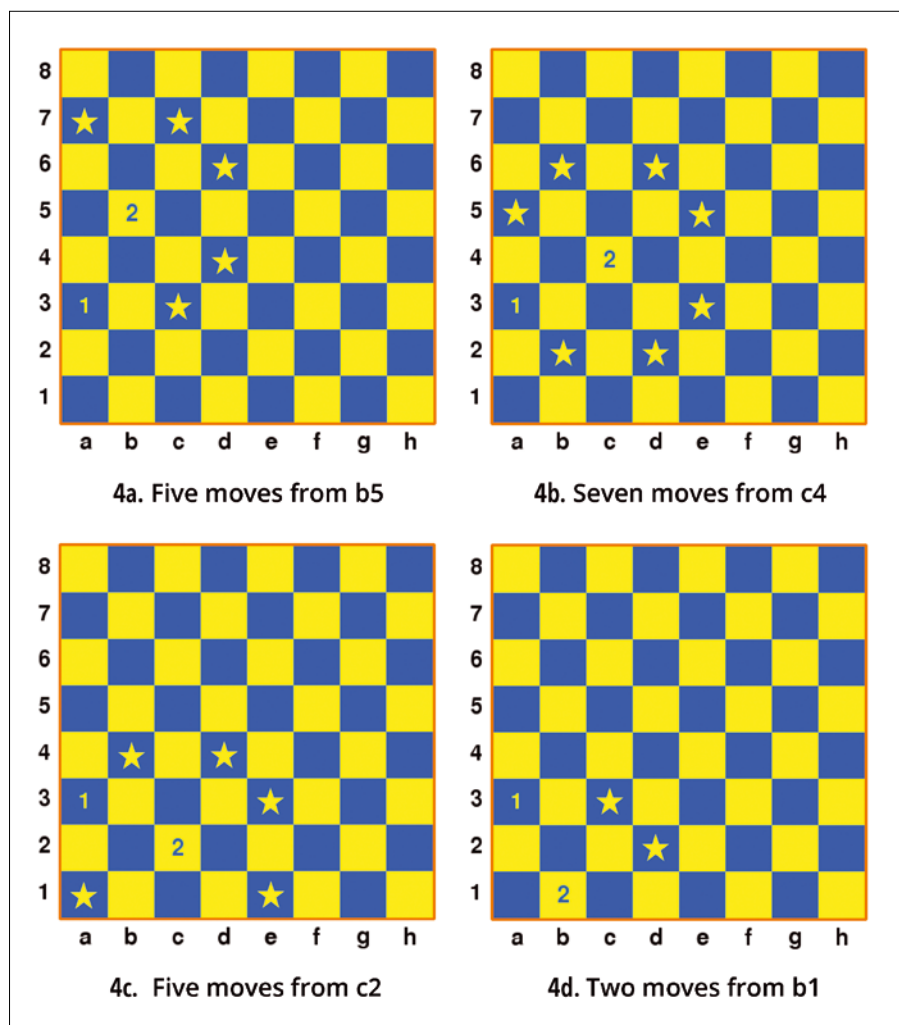 8 8
7 7
6 6
5 2 5
4 4 2
3 1 3 1
2 2
1 1
a b c d e f g h a b c d e f g h
4a. Five moves from b5 4b. Seven moves from c4
8 8
7 7
6 6
5 5
4 4
3 1 3 1
2 2 2
1 1 2
a b c d e f g h a b c d e f g h
4c. Five moves from c2 4d. Two moves from b1